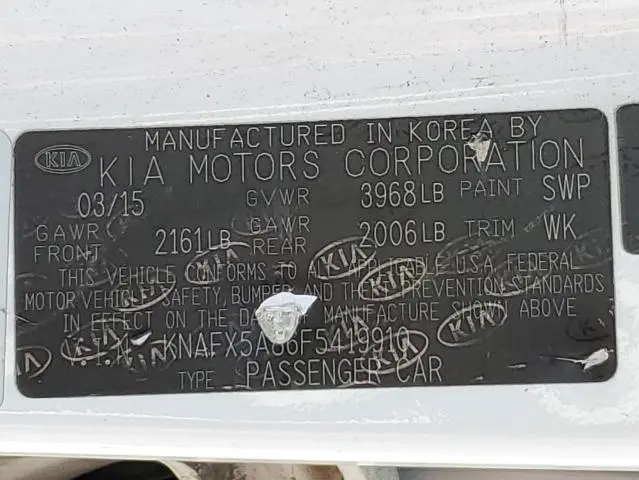 MANUFACTURED IN KOREA BY
KIA KIA MOTORS CORPORATION
03/15 GVWR 3968LB PAINT SWP
GAWR FRONT 2161LB GAWR REAR 2006LB TRIM WK
THIS VEHICLE CONFORMS TO ALL U.S.A. FEDERAL
MOTOR VEHICLE SAFETY, BUMPER AND THEFT PREVENTION STANDARDS
IN EFFECT ON THE DATE OF MANUFACTURE SHOWN ABOVE
KNAFX5A86F5419910
TYPE PASSENGER CAR